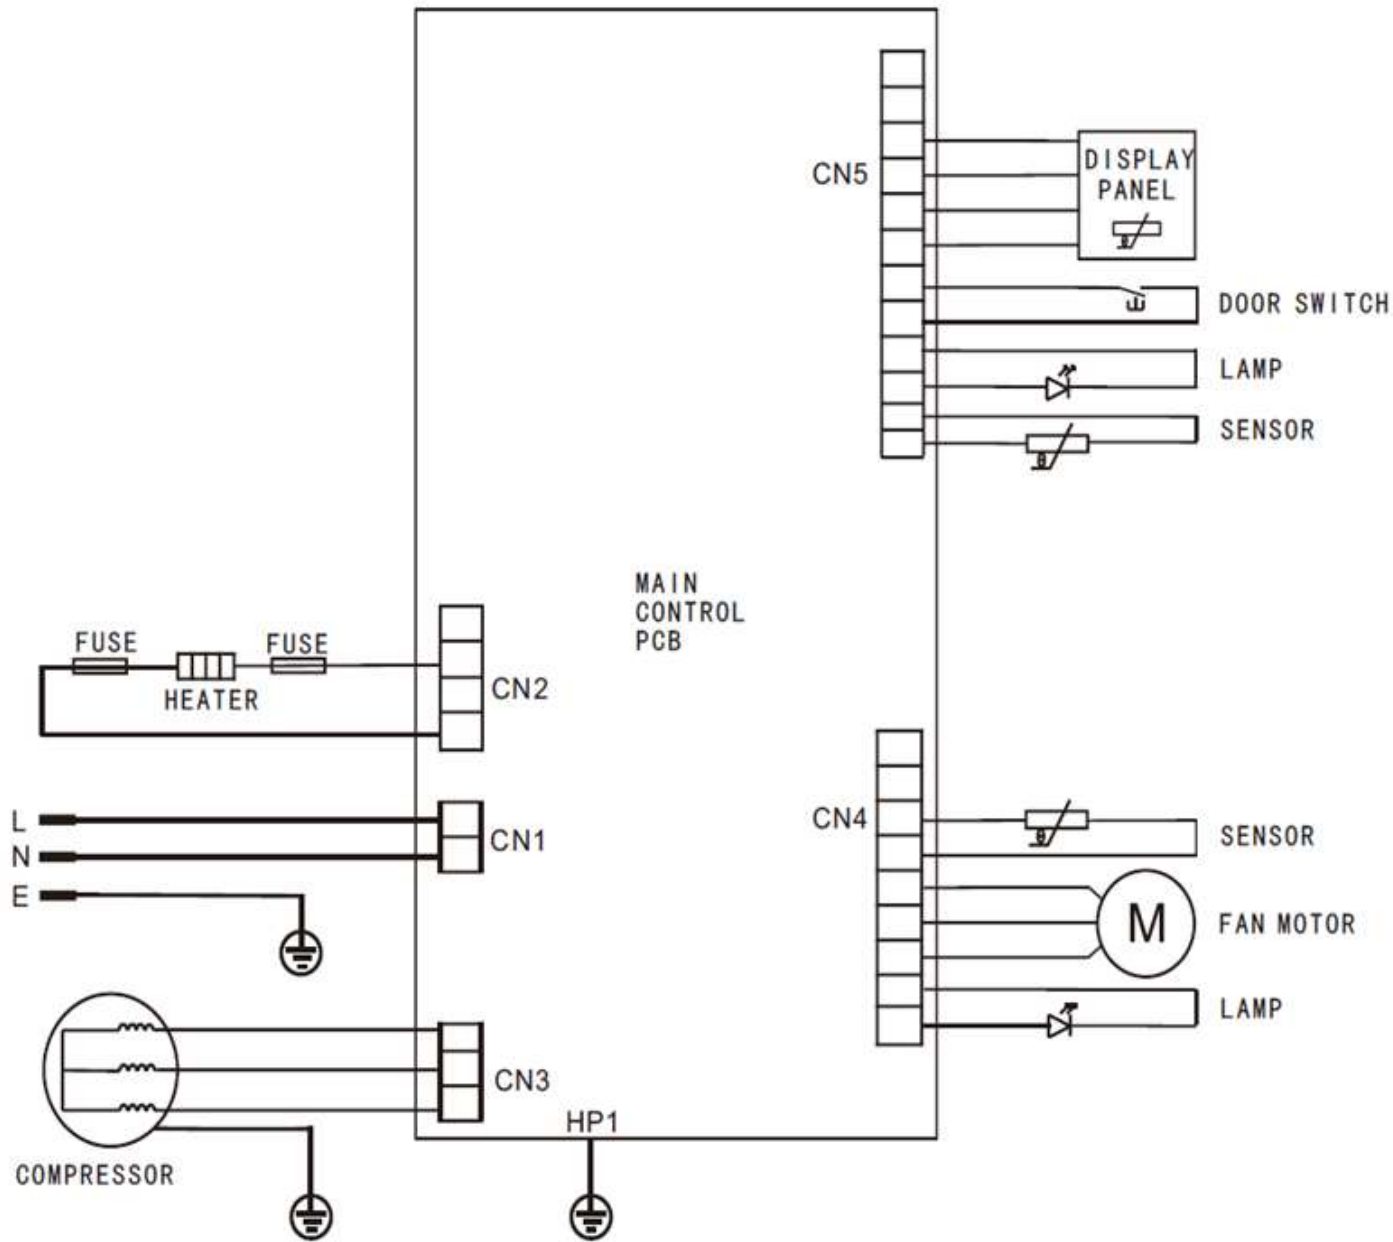 CN5
DISPLAY
PANEL
DOOR SWITCH
LAMP
SENSOR
MAIN
CONTROL
PCB
FUSE
FUSE
HEATER
CN2
L
N
E
CN1
CN4
SENSOR
M
FAN MOTOR
LAMP
CN3
COMPRESSOR
HP1